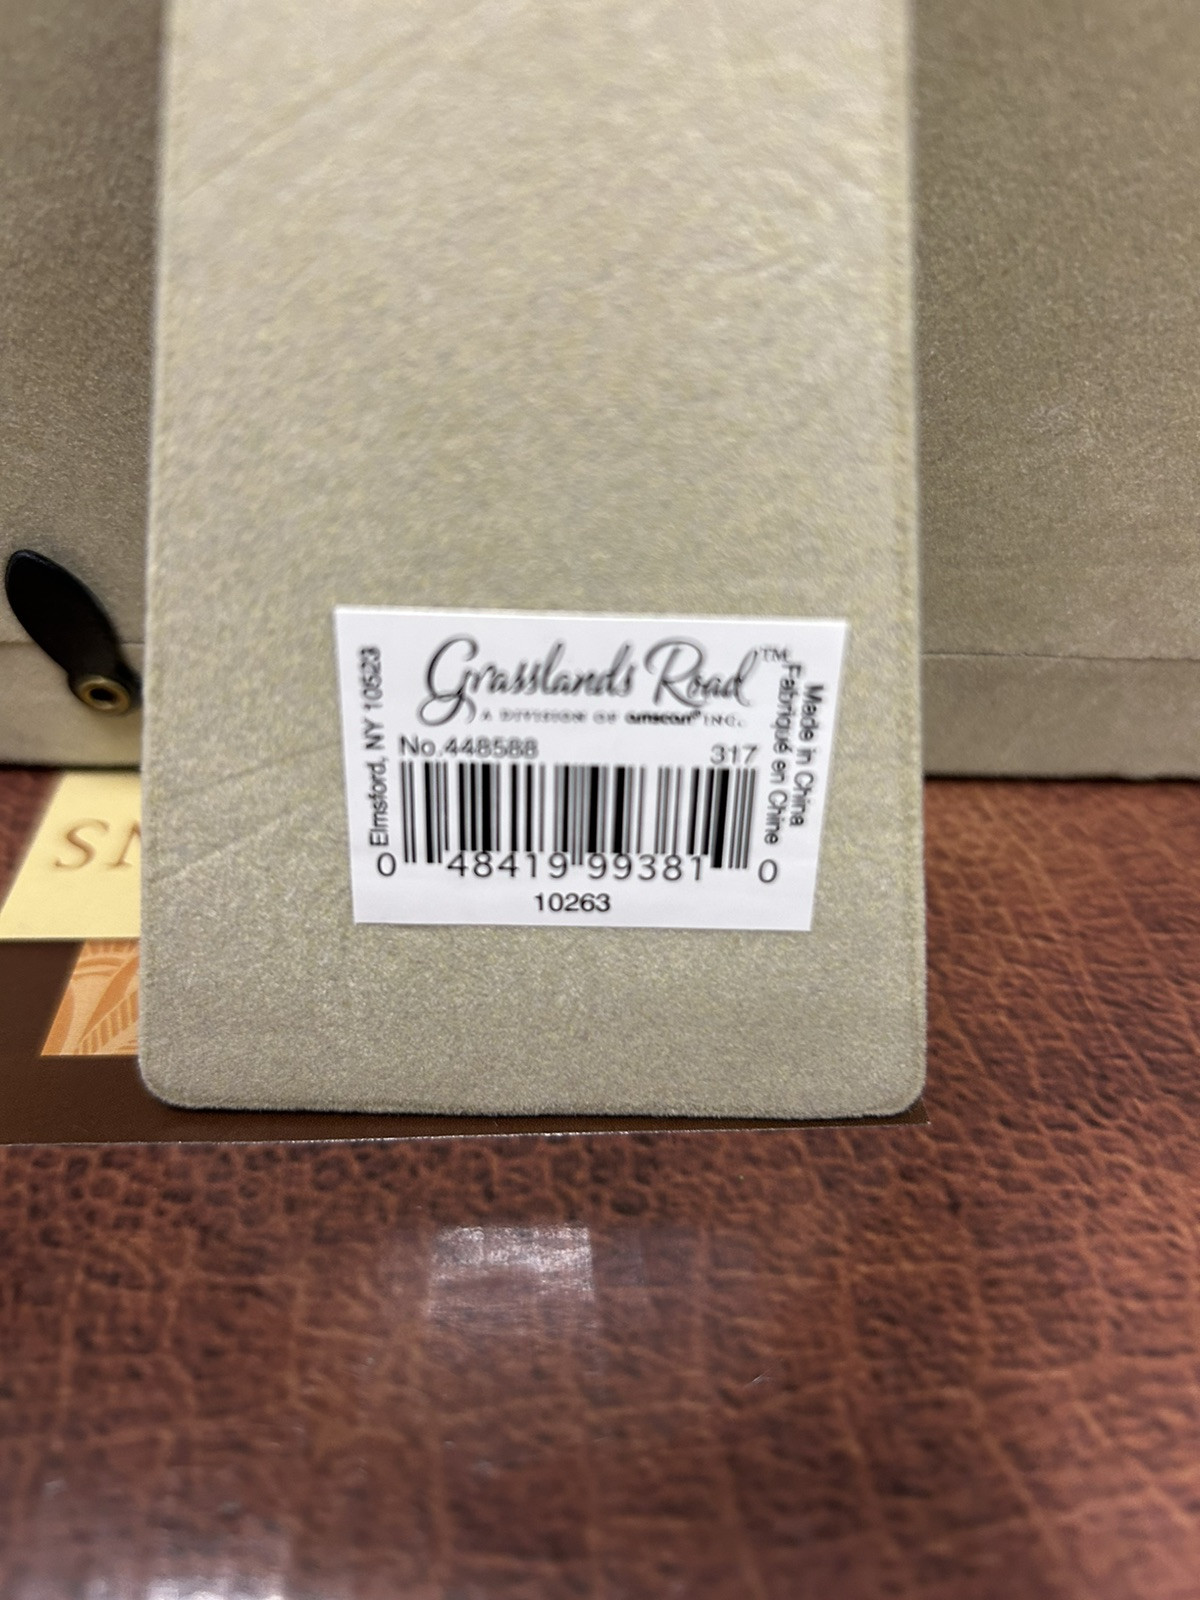 Grasslands Road™
A DIVISION OF amscan® INC.
No.448588 317
0 48419 99381 0
10263
Elmsford, NY 10523
Made in China
Fabriqué en Chine